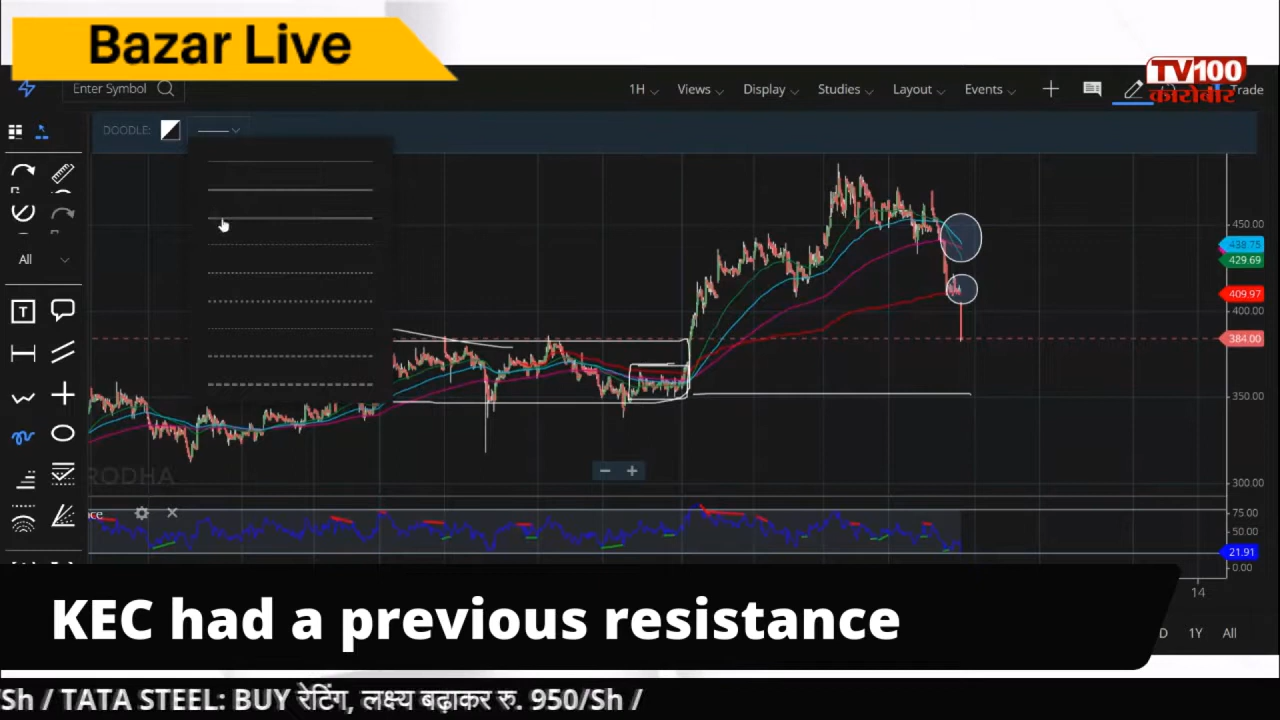 Bazar Live
TV100
कारोबार
Enter Symbol
1H
Views
Display
Studies
Layout
Events
Trade
DOODLE:
All
T
450.00
438.75
429.69
409.97
400.00
384.00
350.00
300.00
RODHA
ce
75.00
50.00
21.91
0.00
14
D 1Y All
KEC had a previous resistance
/Sh / TATA STEEL: BUY रेटिंग, लक्ष्य बढ़ाकर रु. 950/Sh /